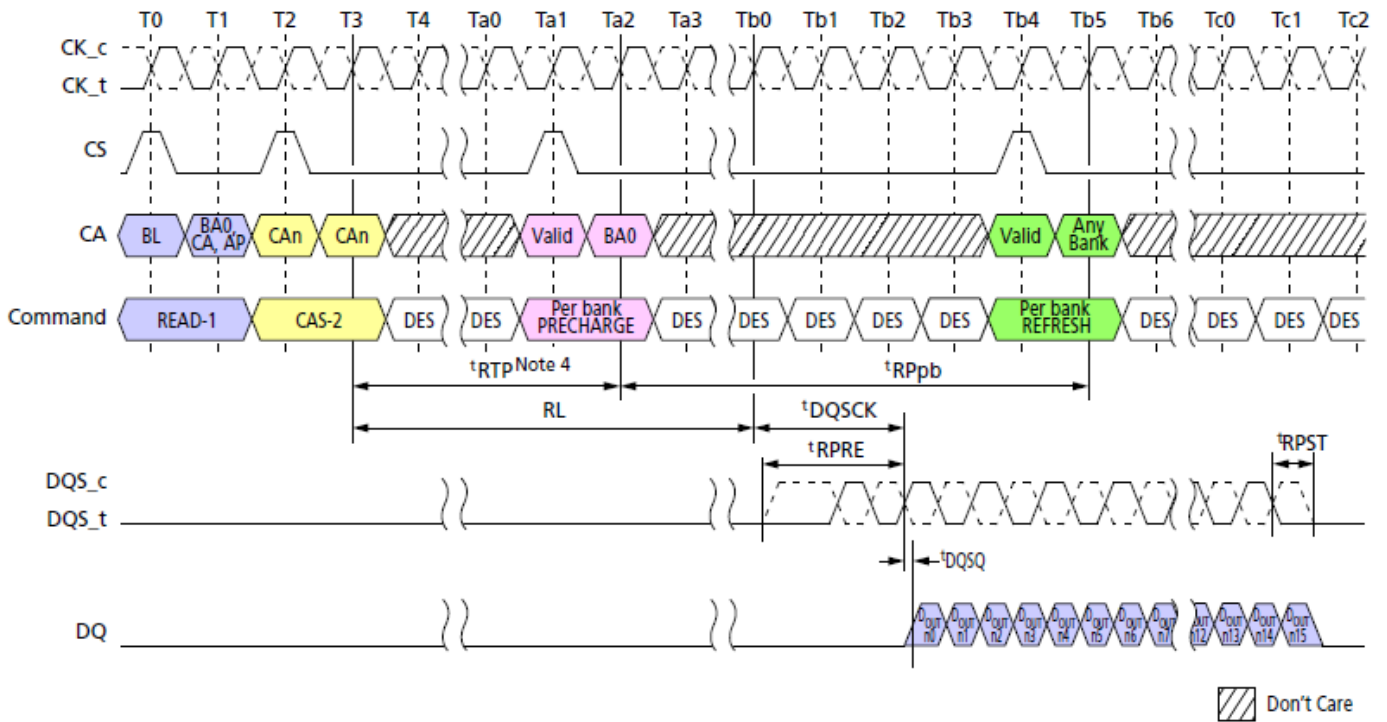 T0 T1 T2 T3 T4 Ta0 Ta1 Ta2 Ta3 Tb0 Tb1 Tb2 Tb3 Tb4 Tb5 Tb6 Tc0 Tc1 Tc2
CK_c
CK_t
CS
CA BL BA0, CA, AP CAn CAn Valid BA0 Valid Any Bank
Command READ-1 CAS-2 DES DES Per bank PRECHARGE DES DES DES DES DES Per bank REFRESH DES DES DES DES
tRTP Note 4 tRPpb
RL tDQSCK
tRPRE tRPST
DQS_c
DQS_t
tDQSQ
DQ DOUT n0 DOUT n1 DOUT n2 DOUT n3 DOUT n4 DOUT n5 DOUT n6 DOUT n7 OUT n12 DOUT n13 DOUT n14 DOUT n15
Don't Care